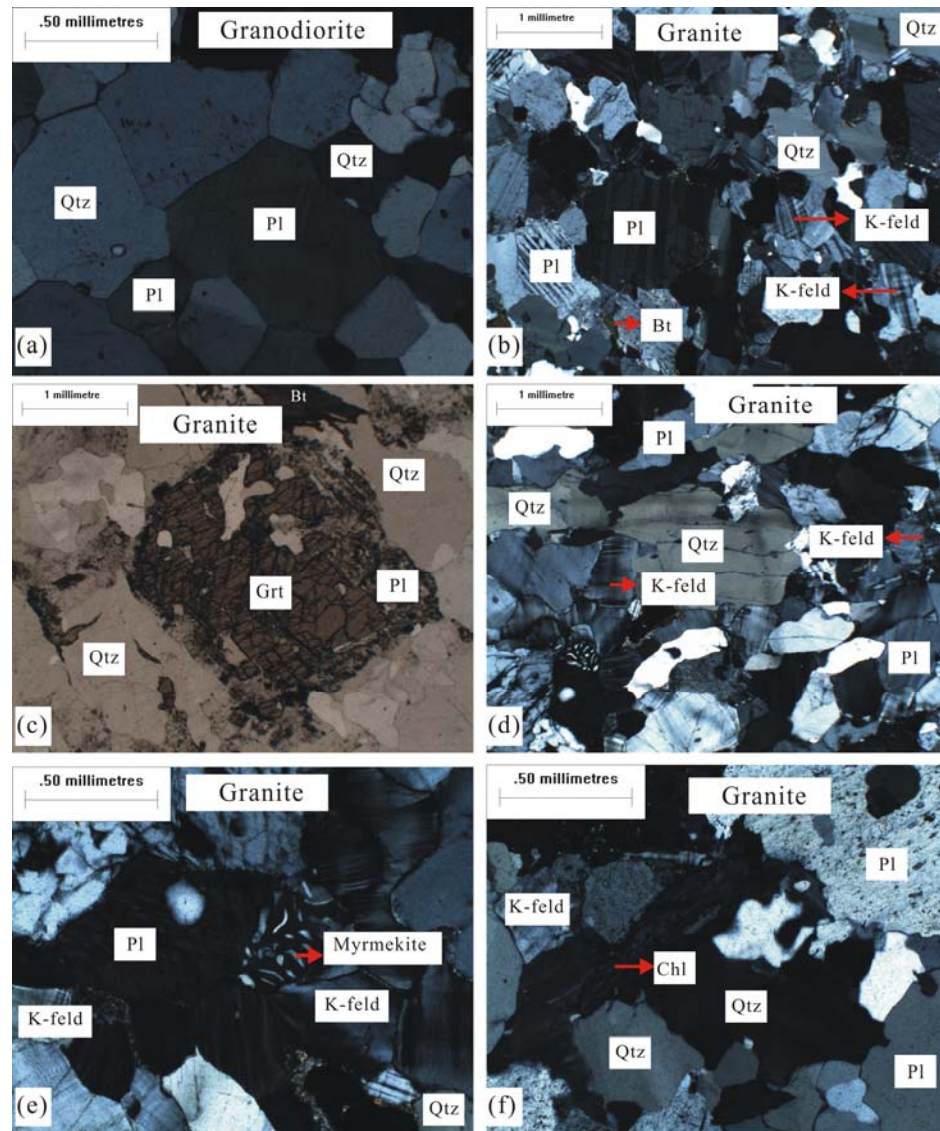 .50 millimetres
Granodiorite
Qtz
Qtz
Pl
Pl
(a)
1 millimetre
Granite
Qtz
Qtz
K-feld
Pl
Pl
K-feld
Bt
(b)
1 millimetre
Bt
Granite
Qtz
Grt
Pl
Qtz
(c)
1 millimetre
Granite
Pl
Qtz
Qtz
K-feld
K-feld
Pl
(d)
.50 millimetres
Granite
Pl
Myrmekite
K-feld
K-feld
Qtz
(e)
.50 millimetres
Granite
Pl
K-feld
Chl
Qtz
Qtz
Pl
(f)